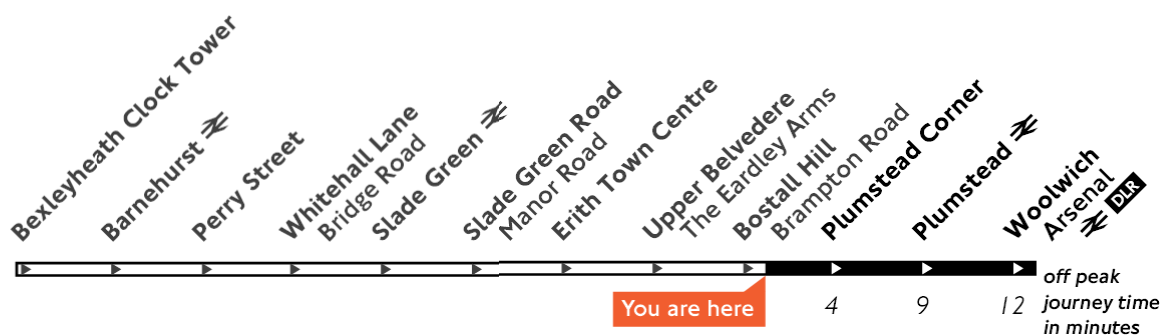 Bexleyheath Clock Tower
Barnehurst
Perry Street
Whitehall Lane
Bridge Road
Slade Green
Slade Green Road
Manor Road
Erith Town Centre
Upper Belvedere
The Eardley Arms
Bostall Hill
Brampton Road
Plumstead Corner
Plumstead
Woolwich
Arsenal
DLR
You are here
4
9
12
off peak
journey time
in minutes